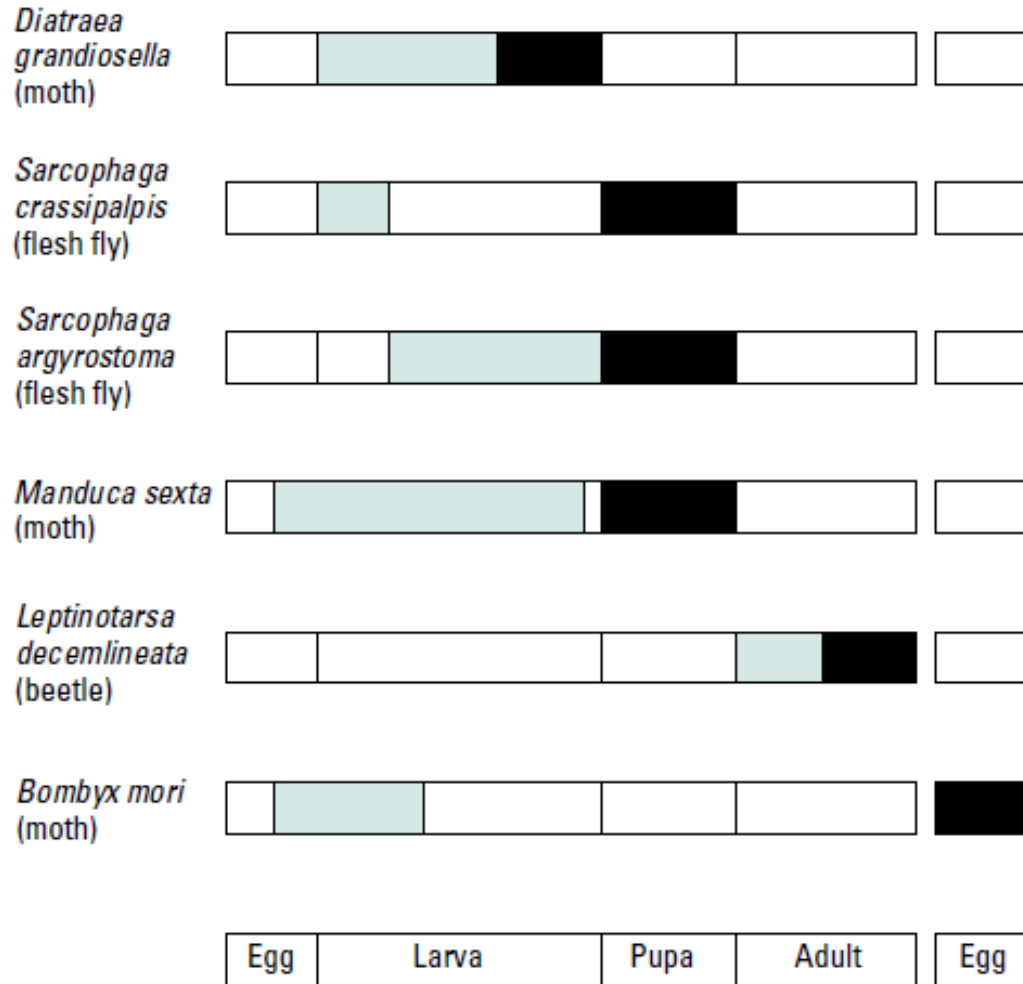 Diatraea
grandiosella
(moth)
Sarcophaga
crassipalpis
(flesh fly)
Sarcophaga
argyrostoma
(flesh fly)
Manduca sexta
(moth)
Leptinotarsa
decemlineata
(beetle)
Bombyx mori
(moth)
Egg Larva Pupa Adult Egg